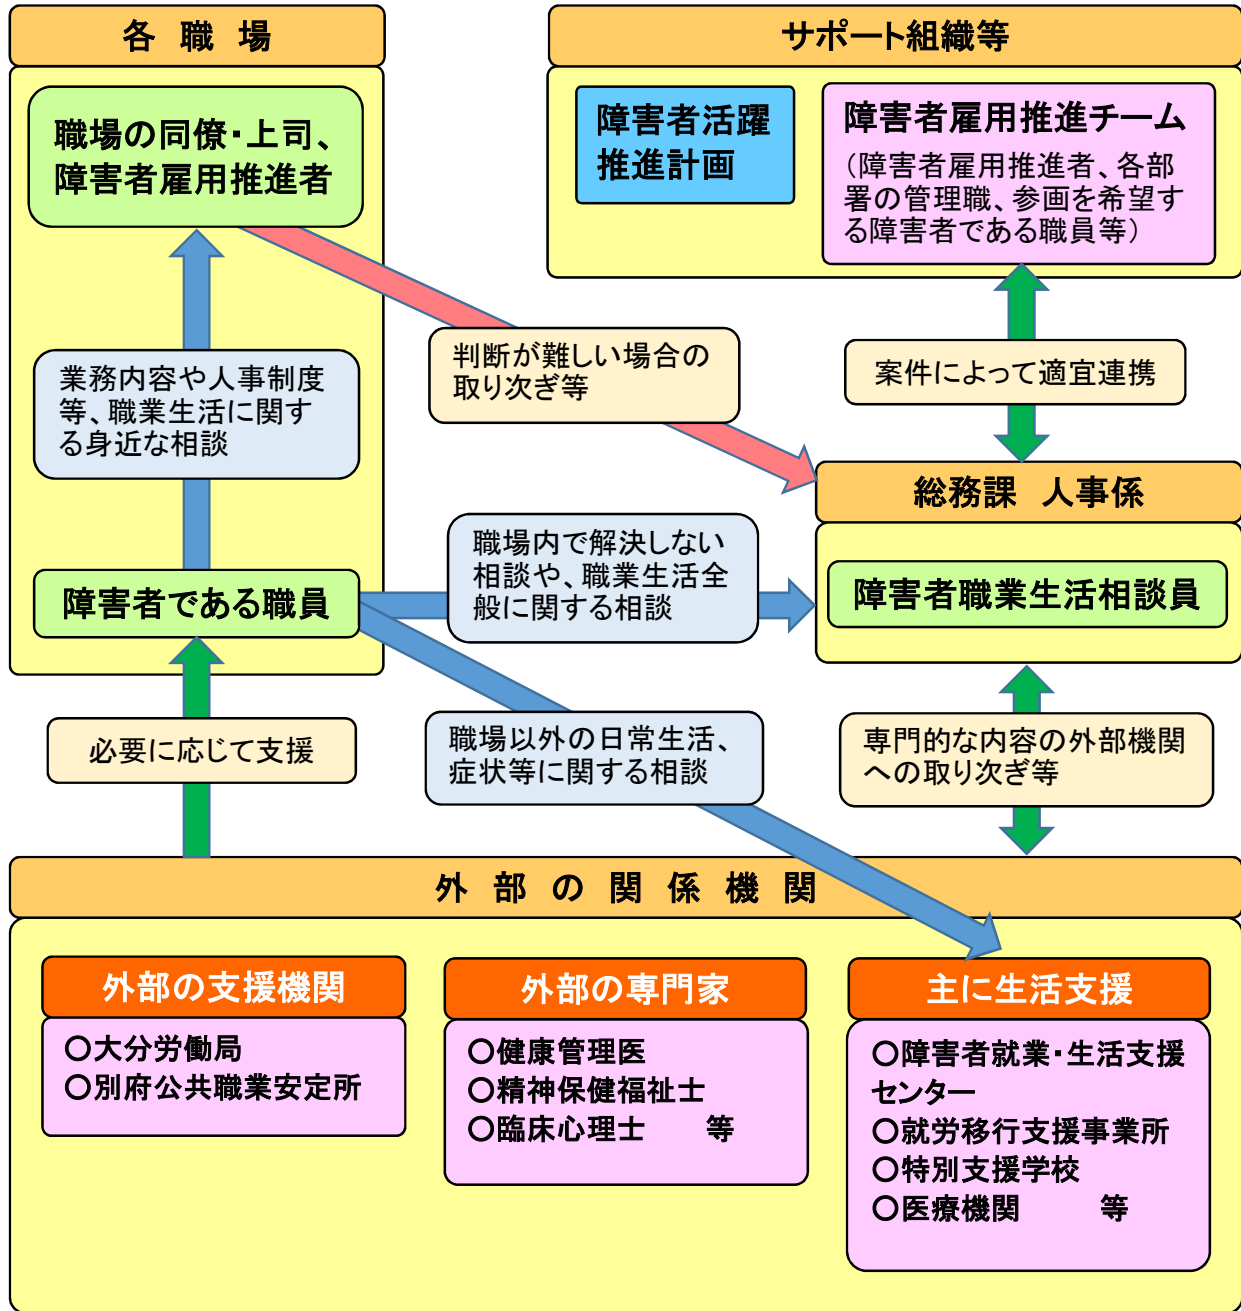 各　職　場
職場の同僚・上司、
障害者雇用推進者
業務内容や人事制度
等、職業生活に関す
る身近な相談
障害者である職員
サポート組織等
障害者活躍
推進計画
障害者雇用推進チーム
（障害者雇用推進者、各部
署の管理職、参画を希望す
る障害者である職員等）
判断が難しい場合の
取り次ぎ等
案件によって適宜連携
総務課　人事係
障害者職業生活相談員
職場内で解決しない
相談や、職業生活全
般に関する相談
必要に応じて支援
職場以外の日常生活、
症状等に関する相談
専門的な内容の外部機関
への取り次ぎ等
外　部　の　関　係　機　関
外部の支援機関
〇大分労働局
〇別府公共職業安定所
外部の専門家
〇健康管理医
〇精神保健福祉士
〇臨床心理士　　等
主に生活支援
〇障害者就業・生活支援
センター
〇就労移行支援事業所
〇特別支援学校
〇医療機関　　　等